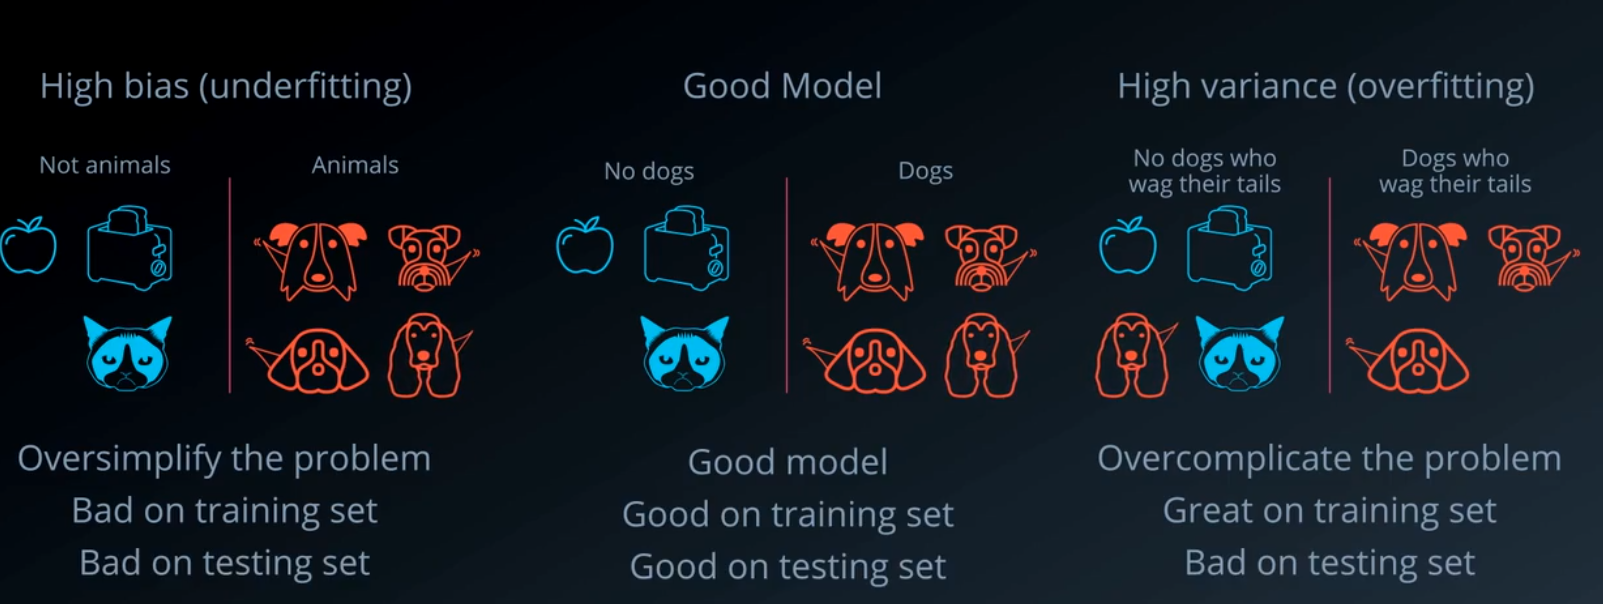 High bias (underfitting)
Not animals
Animals
Oversimplify the problem
Bad on training set
Bad on testing set
Good Model
No dogs
Dogs
Good model
Good on training set
Good on testing set
High variance (overfitting)
No dogs who
wag their tails
Dogs who
wag their tails
Overcomplicate the problem
Great on training set
Bad on testing set